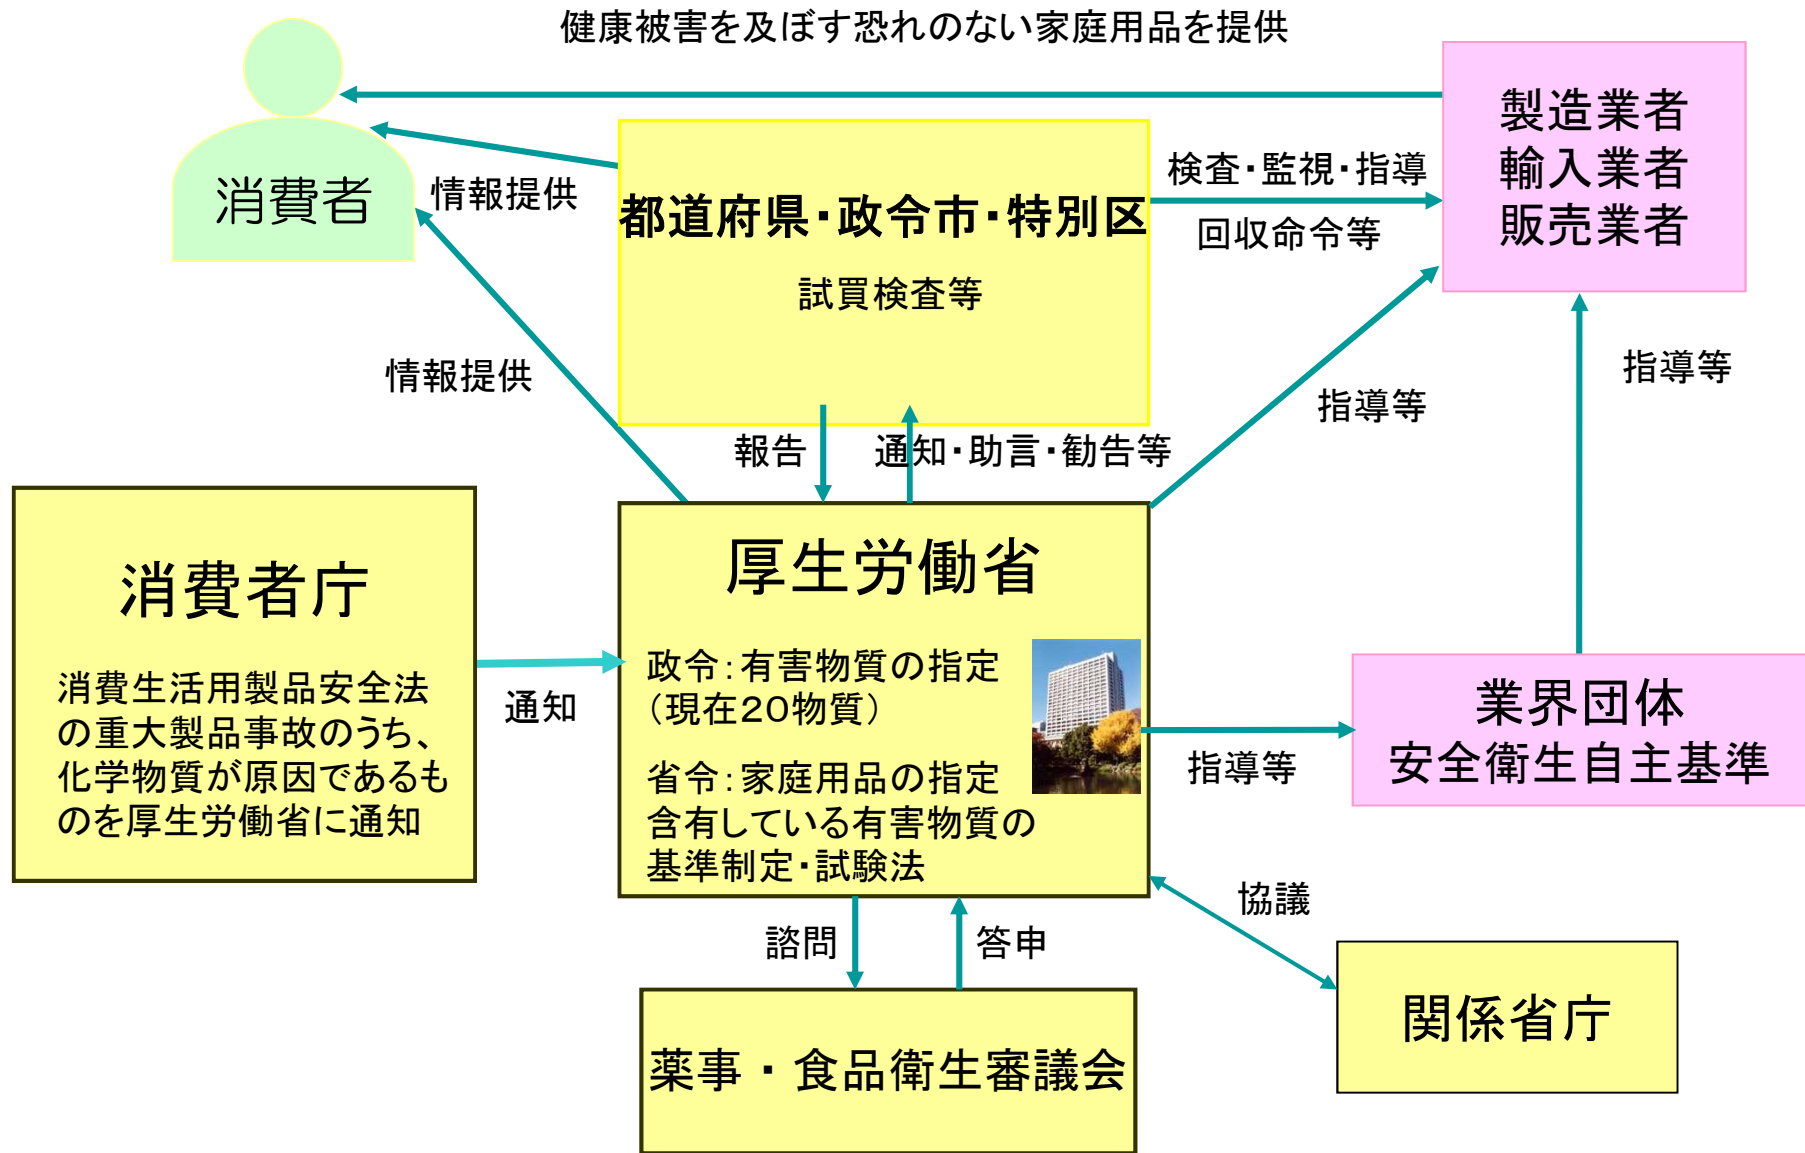 健康被害を及ぼす恐れのない家庭用品を提供
消費者
情報提供
都道府県・政令市・特別区
試買検査等
検査・監視・指導
回収命令等
製造業者
輸入業者
販売業者
情報提供
報告
通知・助言・勧告等
指導等
指導等
消費者庁
消費生活用製品安全法
の重大製品事故のうち、
化学物質が原因であるも
のを厚生労働省に通知
通知
厚生労働省
政令：有害物質の指定
（現在２０物質）
省令：家庭用品の指定
含有している有害物質の
基準制定・試験法
指導等
業界団体
安全衛生自主基準
諮問
答申
協議
薬事・食品衛生審議会
関係省庁